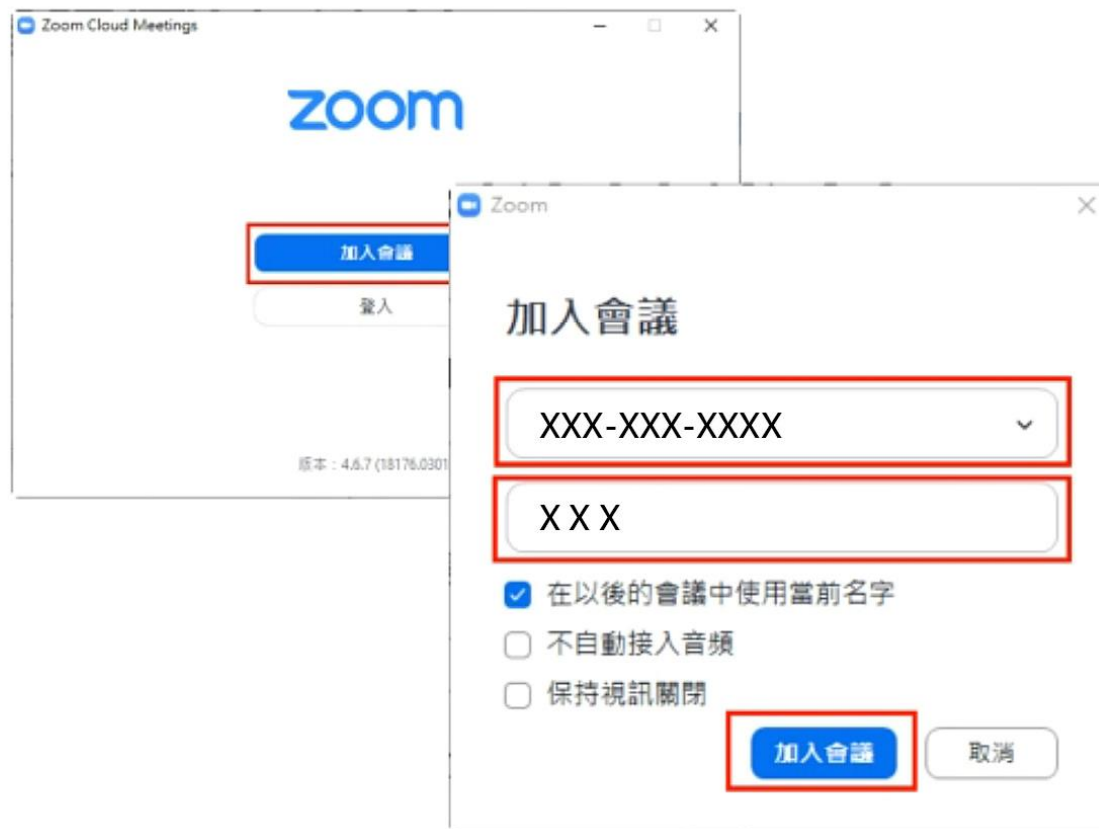 Zoom Cloud Meetings
zoom
加入會議
登入
版本：4.6.7 (18176.0301
Zoom
加入會議
XXX-XXX-XXXX
X X X
在以後的會議中使用當前名字
不自動接入音頻
保持視訊關閉
加入會議
取消